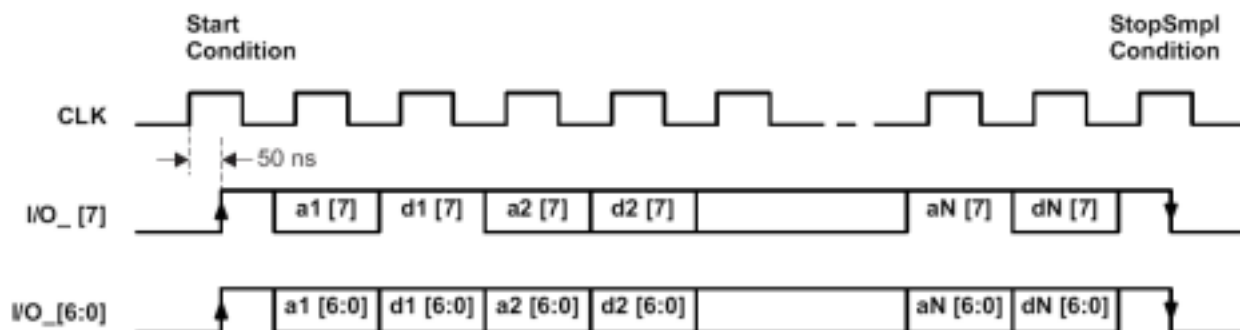 Start
Condition
StopSmpl
Condition
CLK
50 ns
I/O_ [7]
a1 [7] d1 [7] a2 [7] d2 [7] aN [7] dN [7]
I/O_[6:0]
a1 [6:0] d1 [6:0] a2 [6:0] d2 [6:0] aN [6:0] dN [6:0]